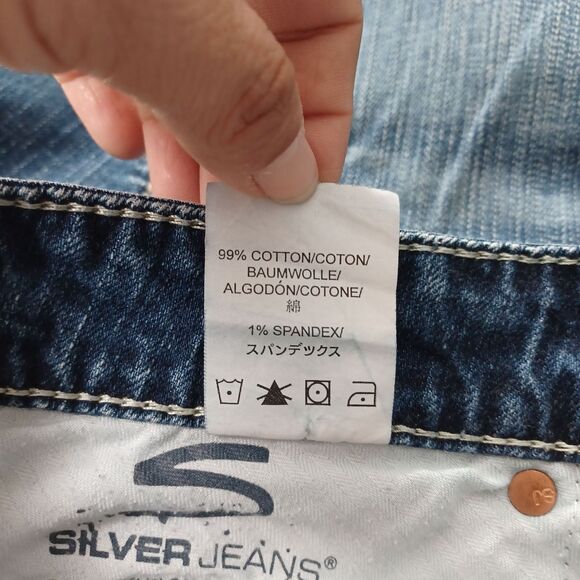 99% COTTON/COTON/
BAUMWOLLE/
ALGODÓN/COTONE/
綿
1% SPANDEX/
スパンデックス
S
SILVER JEANS®